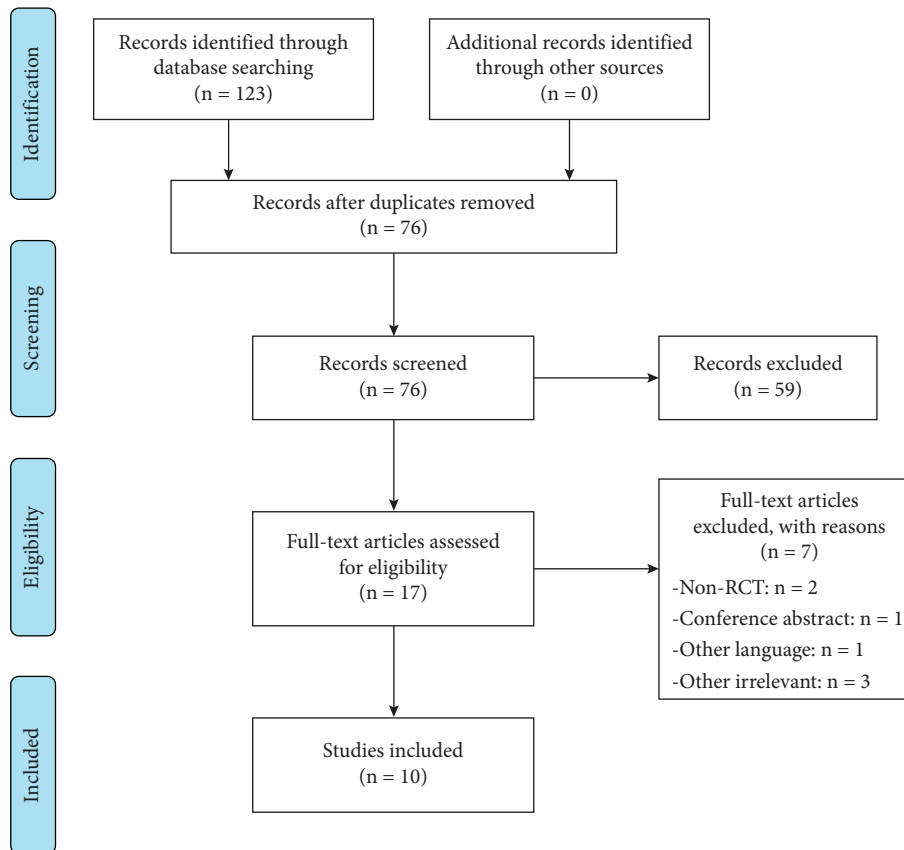 Identification
Records identified through
database searching
(n = 123)
Additional records identified
through other sources
(n = 0)
Records after duplicates removed
(n = 76)
Screening
Records screened
(n = 76)
Records excluded
(n = 59)
Eligibility
Full-text articles assessed
for eligibility
(n = 17)
Full-text articles
excluded, with reasons
(n = 7)
-Non-RCT: n = 2
-Conference abstract: n = 1
-Other language: n = 1
-Other irrelevant: n = 3
Included
Studies included
(n = 10)